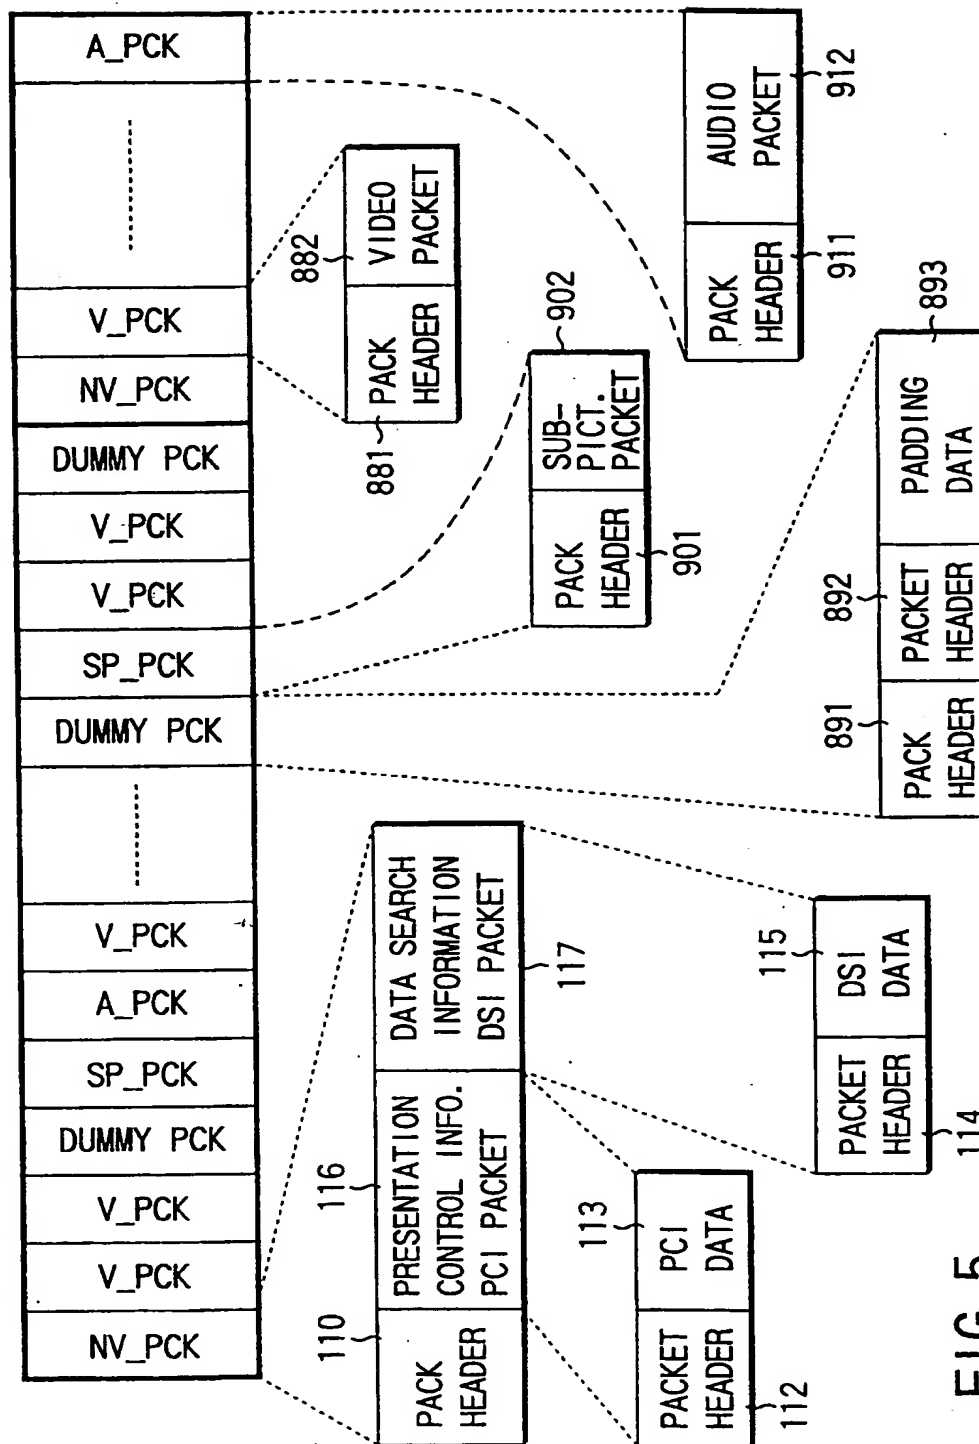 NV_PCK
V_PCK
V_PCK
DUMMY PCK
SP_PCK
A_PCK
V_PCK
DUMMY PCK
SP_PCK
V_PCK
V_PCK
DUMMY PCK
NV_PCK
V_PCK
A_PCK
110
PACK
HEADER
116
PRESENTATION
CONTROL INFO.
PCI PACKET
DATA SEARCH
INFORMATION
DSI PACKET
117
881
PACK
HEADER
882
VIDEO
PACKET
PACKET
HEADER
112
113
PCI
DATA
PACK
HEADER
901
SUB-
PICT.
PACKET
902
PACKET
HEADER
114
115
DSI
DATA
891
PACK
HEADER
892
PACKET
HEADER
PADDING
DATA
893
PACK
HEADER
911
AUDIO
PACKET
912
FIG. 5